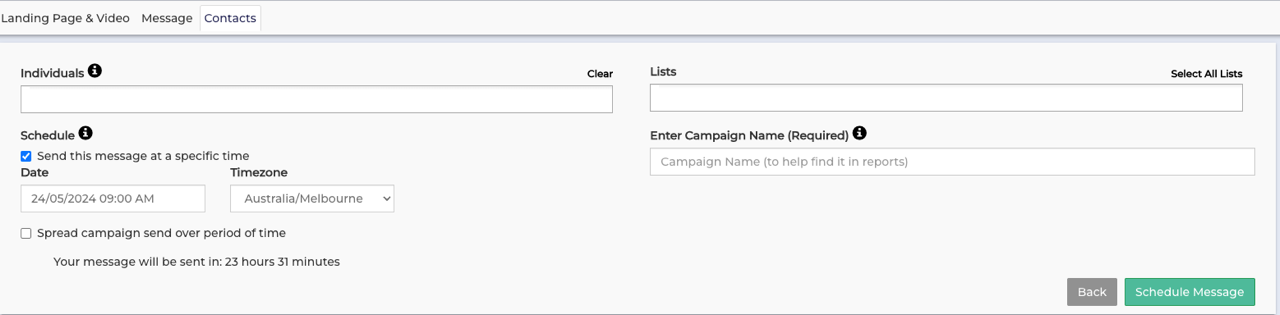 Landing Page & Video Message Contacts
Individuals Clear
Lists Select All Lists
Schedule
Enter Campaign Name (Required)
Send this message at a specific time
Campaign Name (to help find it in reports)
Date Timezone
24/05/2024 09:00 AM Australia/Melbourne
Spread campaign send over period of time
Your message will be sent in: 23 hours 31 minutes
Back Schedule Message